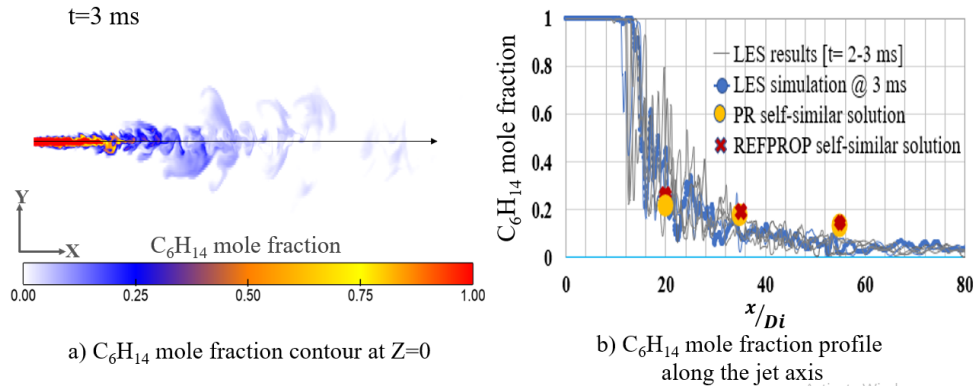 t=3 ms
Y
X
C₆H₁₄ mole fraction
0.00 0.25 0.50 0.75 1.00
a) C₆H₁₄ mole fraction contour at Z=0
C₆H₁₄ mole fraction
1
0.8
0.6
0.4
0.2
0
0 20 40 60 80
LES results [t= 2-3 ms]
LES simulation @ 3 ms
PR self-similar solution
REFPROP self-similar solution
x/Di
b) C₆H₁₄ mole fraction profile
along the jet axis